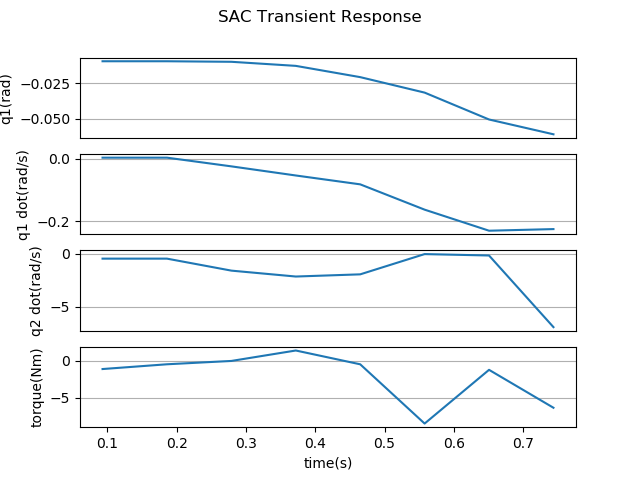 SAC Transient Response
q1(rad)
−0.025
−0.050
q1 dot(rad/s)
0.0
−0.2
q2 dot(rad/s)
0
−5
torque(Nm)
0
−5
0.1 0.2 0.3 0.4 0.5 0.6 0.7
time(s)